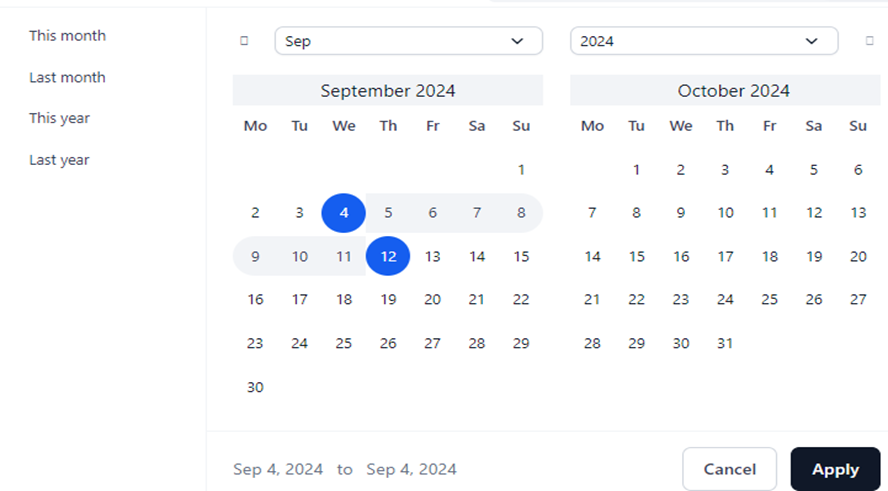 This month
Last month
This year
Last year
Sep
2024
September 2024
Mo Tu We Th Fr Sa Su
1
2 3 4 5 6 7 8
9 10 11 12 13 14 15
16 17 18 19 20 21 22
23 24 25 26 27 28 29
30
October 2024
Mo Tu We Th Fr Sa Su
1 2 3 4 5 6
7 8 9 10 11 12 13
14 15 16 17 18 19 20
21 22 23 24 25 26 27
28 29 30 31
Sep 4, 2024 to Sep 4, 2024
Cancel
Apply